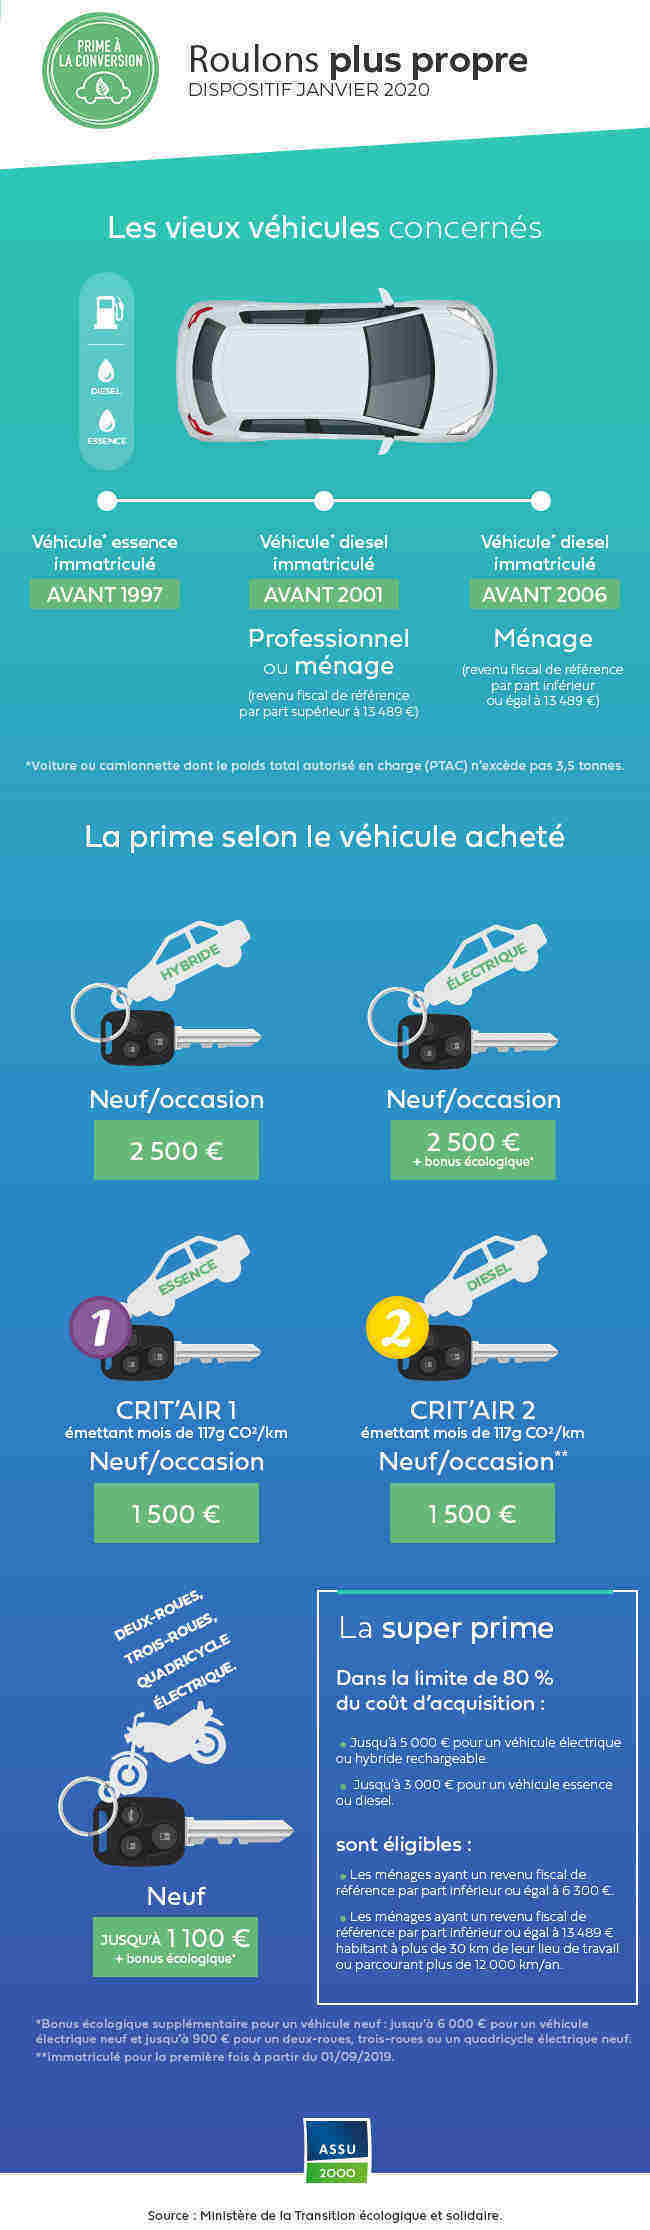 PRIME À
LA CONVERSION
Roulons plus propre
DISPOSITIF JANVIER 2020
Les vieux véhicules concernés
DIESEL
ESSENCE
Véhicule* essence
immatriculé
AVANT 1997
Véhicule* diesel
immatriculé
AVANT 2001
Professionnel
ou ménage
(revenu fiscal de référence
par part supérieur à 13 489 €)
Véhicule* diesel
immatriculé
AVANT 2006
Ménage
(revenu fiscal de référence
par part inférieur
ou égal à 13 489 €)
*Voiture ou camionnette dont le poids total autorisé en charge (PTAC) n'excède pas 3,5 tonnes.
La prime selon le véhicule acheté
HYBRIDE
Neuf/occasion
2 500 €
ÉLECTRIQUE
Neuf/occasion
2 500 €
+ bonus écologique*
ESSENCE
1
CRIT'AIR 1
émettant mois de 117g CO²/km
Neuf/occasion
1 500 €
DIESEL
2
CRIT'AIR 2
émettant mois de 117g CO²/km
Neuf/occasion**
1 500 €
DEUX-ROUES,
TROIS-ROUES,
QUADRICYCLE
ÉLECTRIQUE.
Neuf
JUSQU'À 1 100 €
+ bonus écologique*
La super prime
Dans la limite de 80 %
du coût d'acquisition :
• Jusqu'à 5 000 € pour un véhicule électrique
ou hybride rechargeable.
• Jusqu'à 3 000 € pour un véhicule essence
ou diesel.
sont éligibles :
• Les ménages ayant un revenu fiscal de
référence par part inférieur ou égal à 6 300 €.
• Les ménages ayant un revenu fiscal de
référence par part inférieur ou égal à 13 489 €
habitant à plus de 30 km de leur lieu de travail
ou parcourant plus de 12 000 km/an.
*Bonus écologique supplémentaire pour un véhicule neuf : jusqu'à 6 000 € pour un véhicule
électrique neuf et jusqu'à 900 € pour un deux-roues, trois-roues ou un quadricycle électrique neuf.
**immatriculé pour la première fois à partir du 01/09/2019.
ASSU
2000
Source : Ministère de la Transition écologique et solidaire.